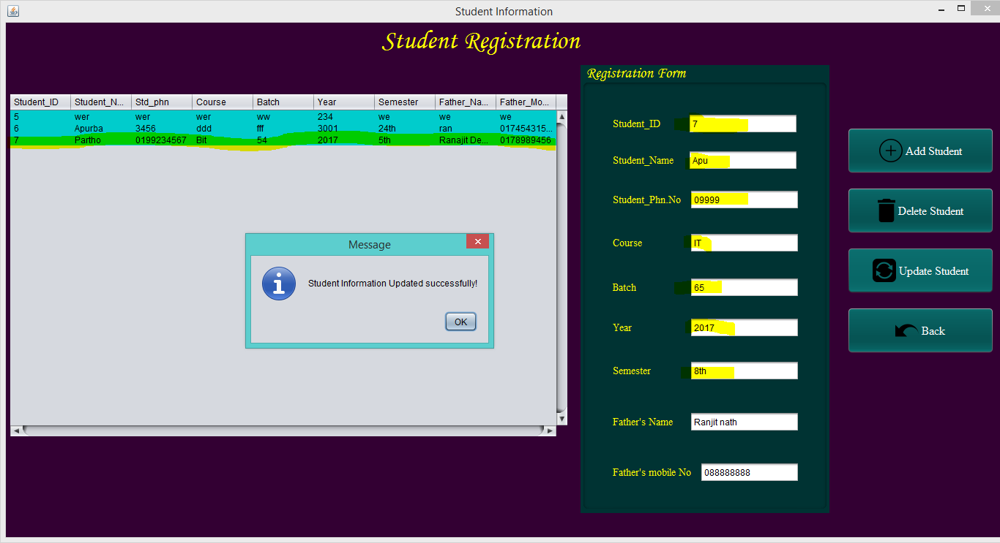 Student Information
Student Registration
Registration Form
Student_ID Student_N... Std_phn Course Batch Year Semester Father_Na... Father_Mo...
5 wer wer wer ww 234 we we we
6 Apurba 3456 ddd fff 3001 24th ran 017454315...
7 Partho 0199234567 Bit 54 2017 5th Ranajit De... 0178989456
Message
Student Information Updated successfully!
OK
Student_ID 7
Student_Name Apu
Student_Phn.No 09999
Course IT
Batch 65
Year 2017
Semester 8th
Father's Name Ranjit nath
Father's mobile No 088888888
Add Student
Delete Student
Update Student
Back